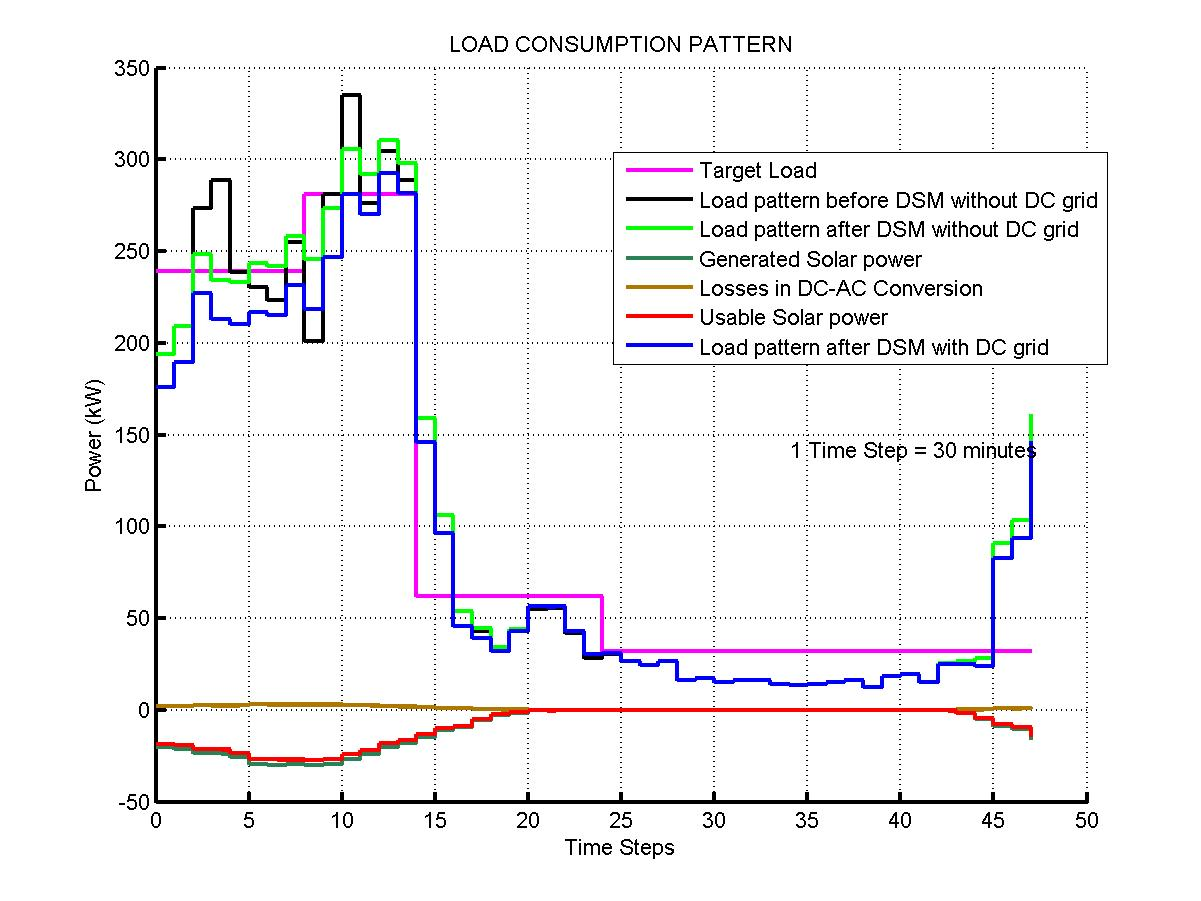 LOAD CONSUMPTION PATTERN
350
300
250
200
150
100
50
0
-50
Power (kW)
Target Load
Load pattern before DSM without DC grid
Load pattern after DSM without DC grid
Generated Solar power
Losses in DC-AC Conversion
Usable Solar power
Load pattern after DSM with DC grid
1 Time Step = 30 minutes
0 5 10 15 20 25 30 35 40 45 50
Time Steps